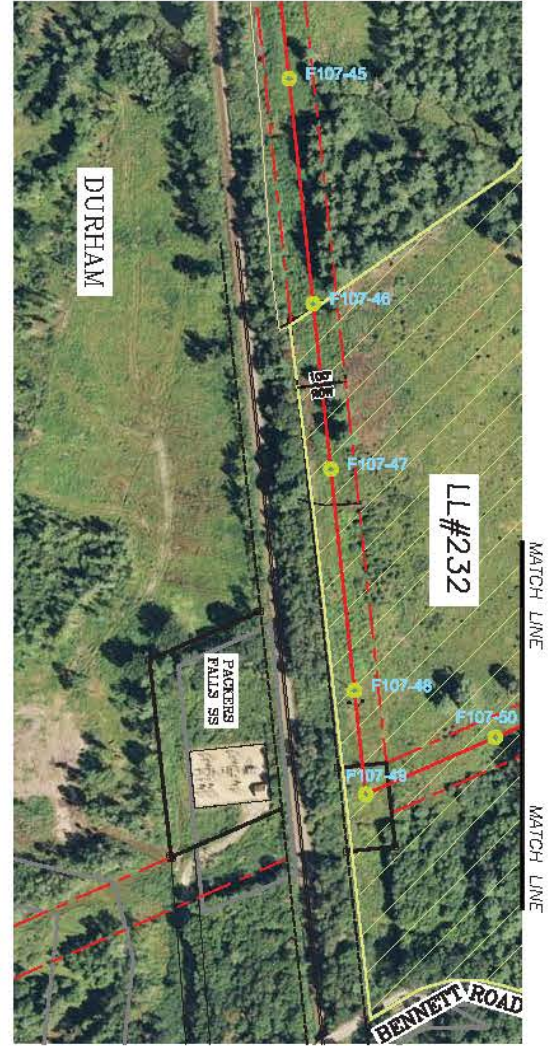 F107-45
DURHAM
F107-46
F107-47
LL#232
MATCH LINE
PACKERS
FALLS SS
F107-48
F107-50
F107-49
MATCH LINE
BENNETT ROAD